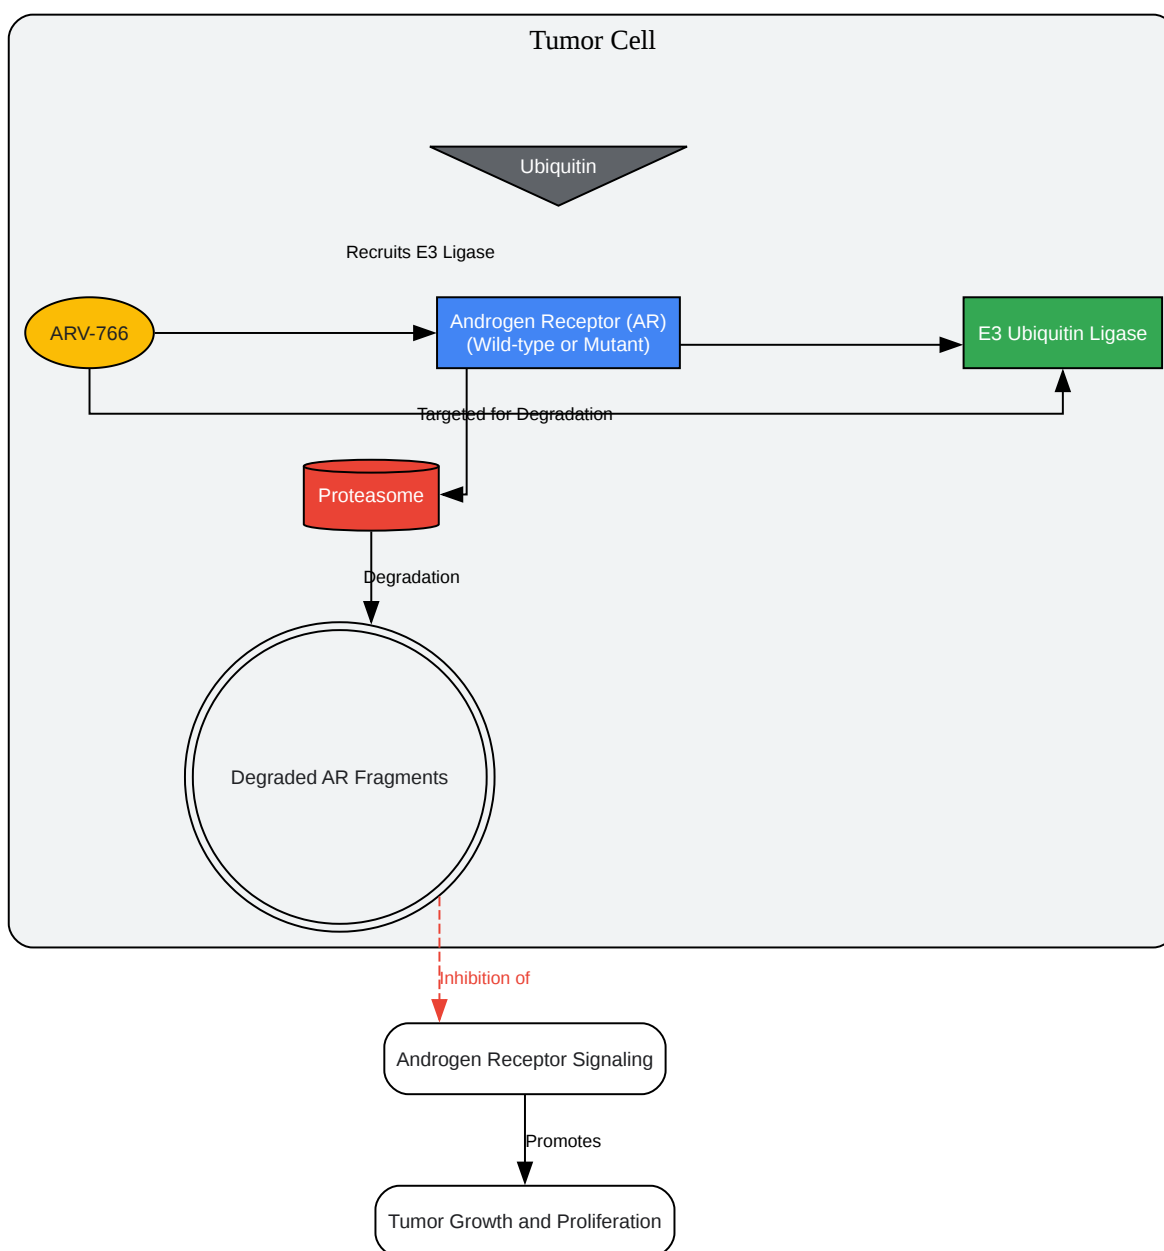 Tumor Cell
Ubiquitin
Recruits E3 Ligase
ARV-766
Androgen Receptor (AR)
(Wild-type or Mutant)
E3 Ubiquitin Ligase
Targeted for Degradation
Proteasome
Degradation
Degraded AR Fragments
Inhibition of
Androgen Receptor Signaling
Promotes
Tumor Growth and Proliferation